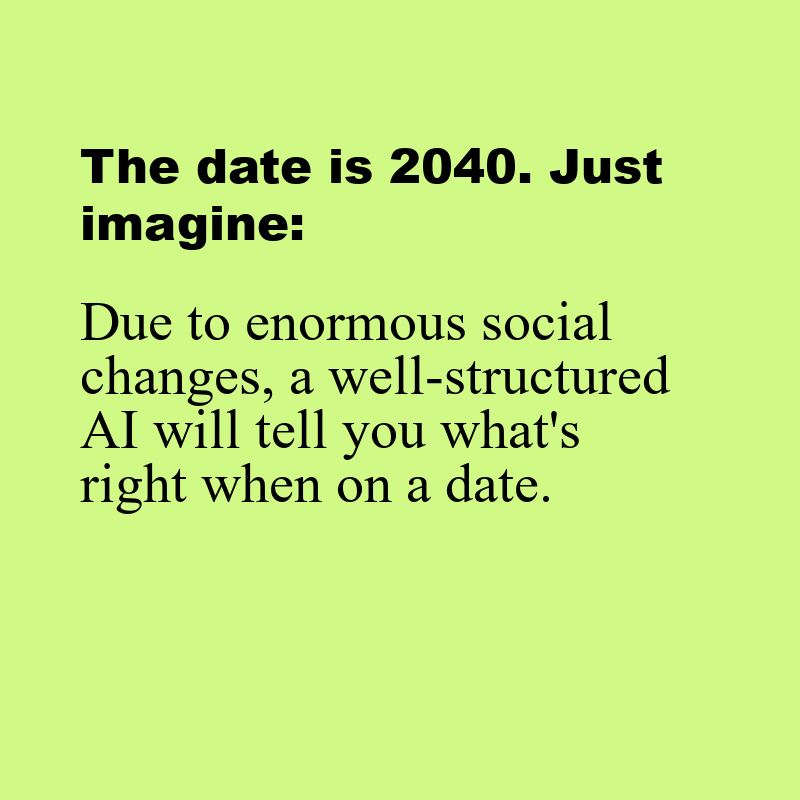 The date is 2040. Just
imagine:
Due to enormous social
changes, a well-structured
AI will tell you what's
right when on a date.